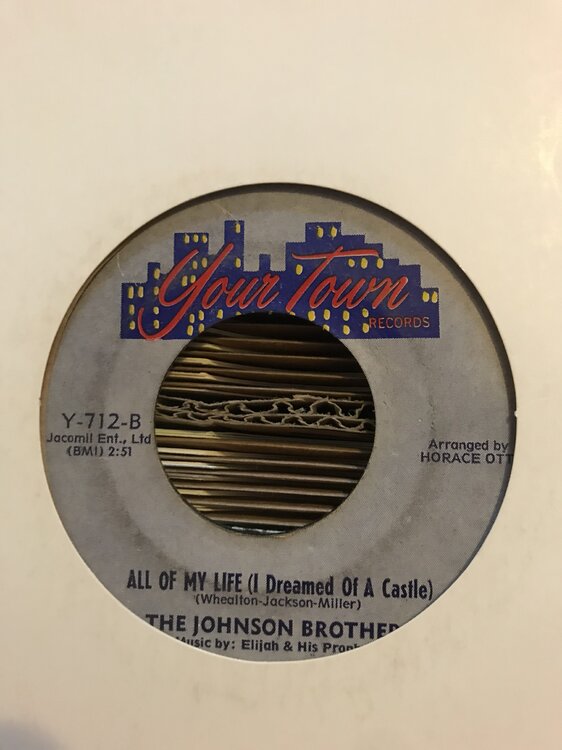 Your Town
RECORDS
Y-712-B
Jacomil Ent., Ltd
(BMI) 2:51
Arranged by
HORACE OTT
ALL OF MY LIFE (I Dreamed Of A Castle)
(Whealton-Jackson-Miller)
THE JOHNSON BROTHER
Music by: Elijah & His